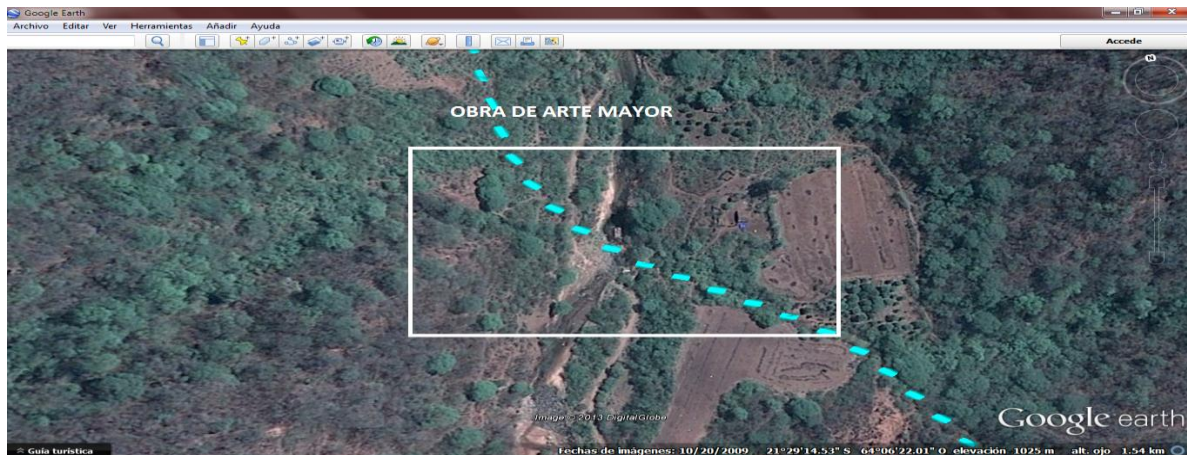 Google Earth
Archivo Editar Ver Herramientas Añadir Ayuda
Accede
N
OBRA DE ARTE MAYOR
Image © 2013 DigitalGlobe
Google earth
Guía turística
Fechas de imágenes: 10/20/2009 21°29'14.53" S 64°06'22.01" O elevación 1025 m alt. ojo 1.54 km